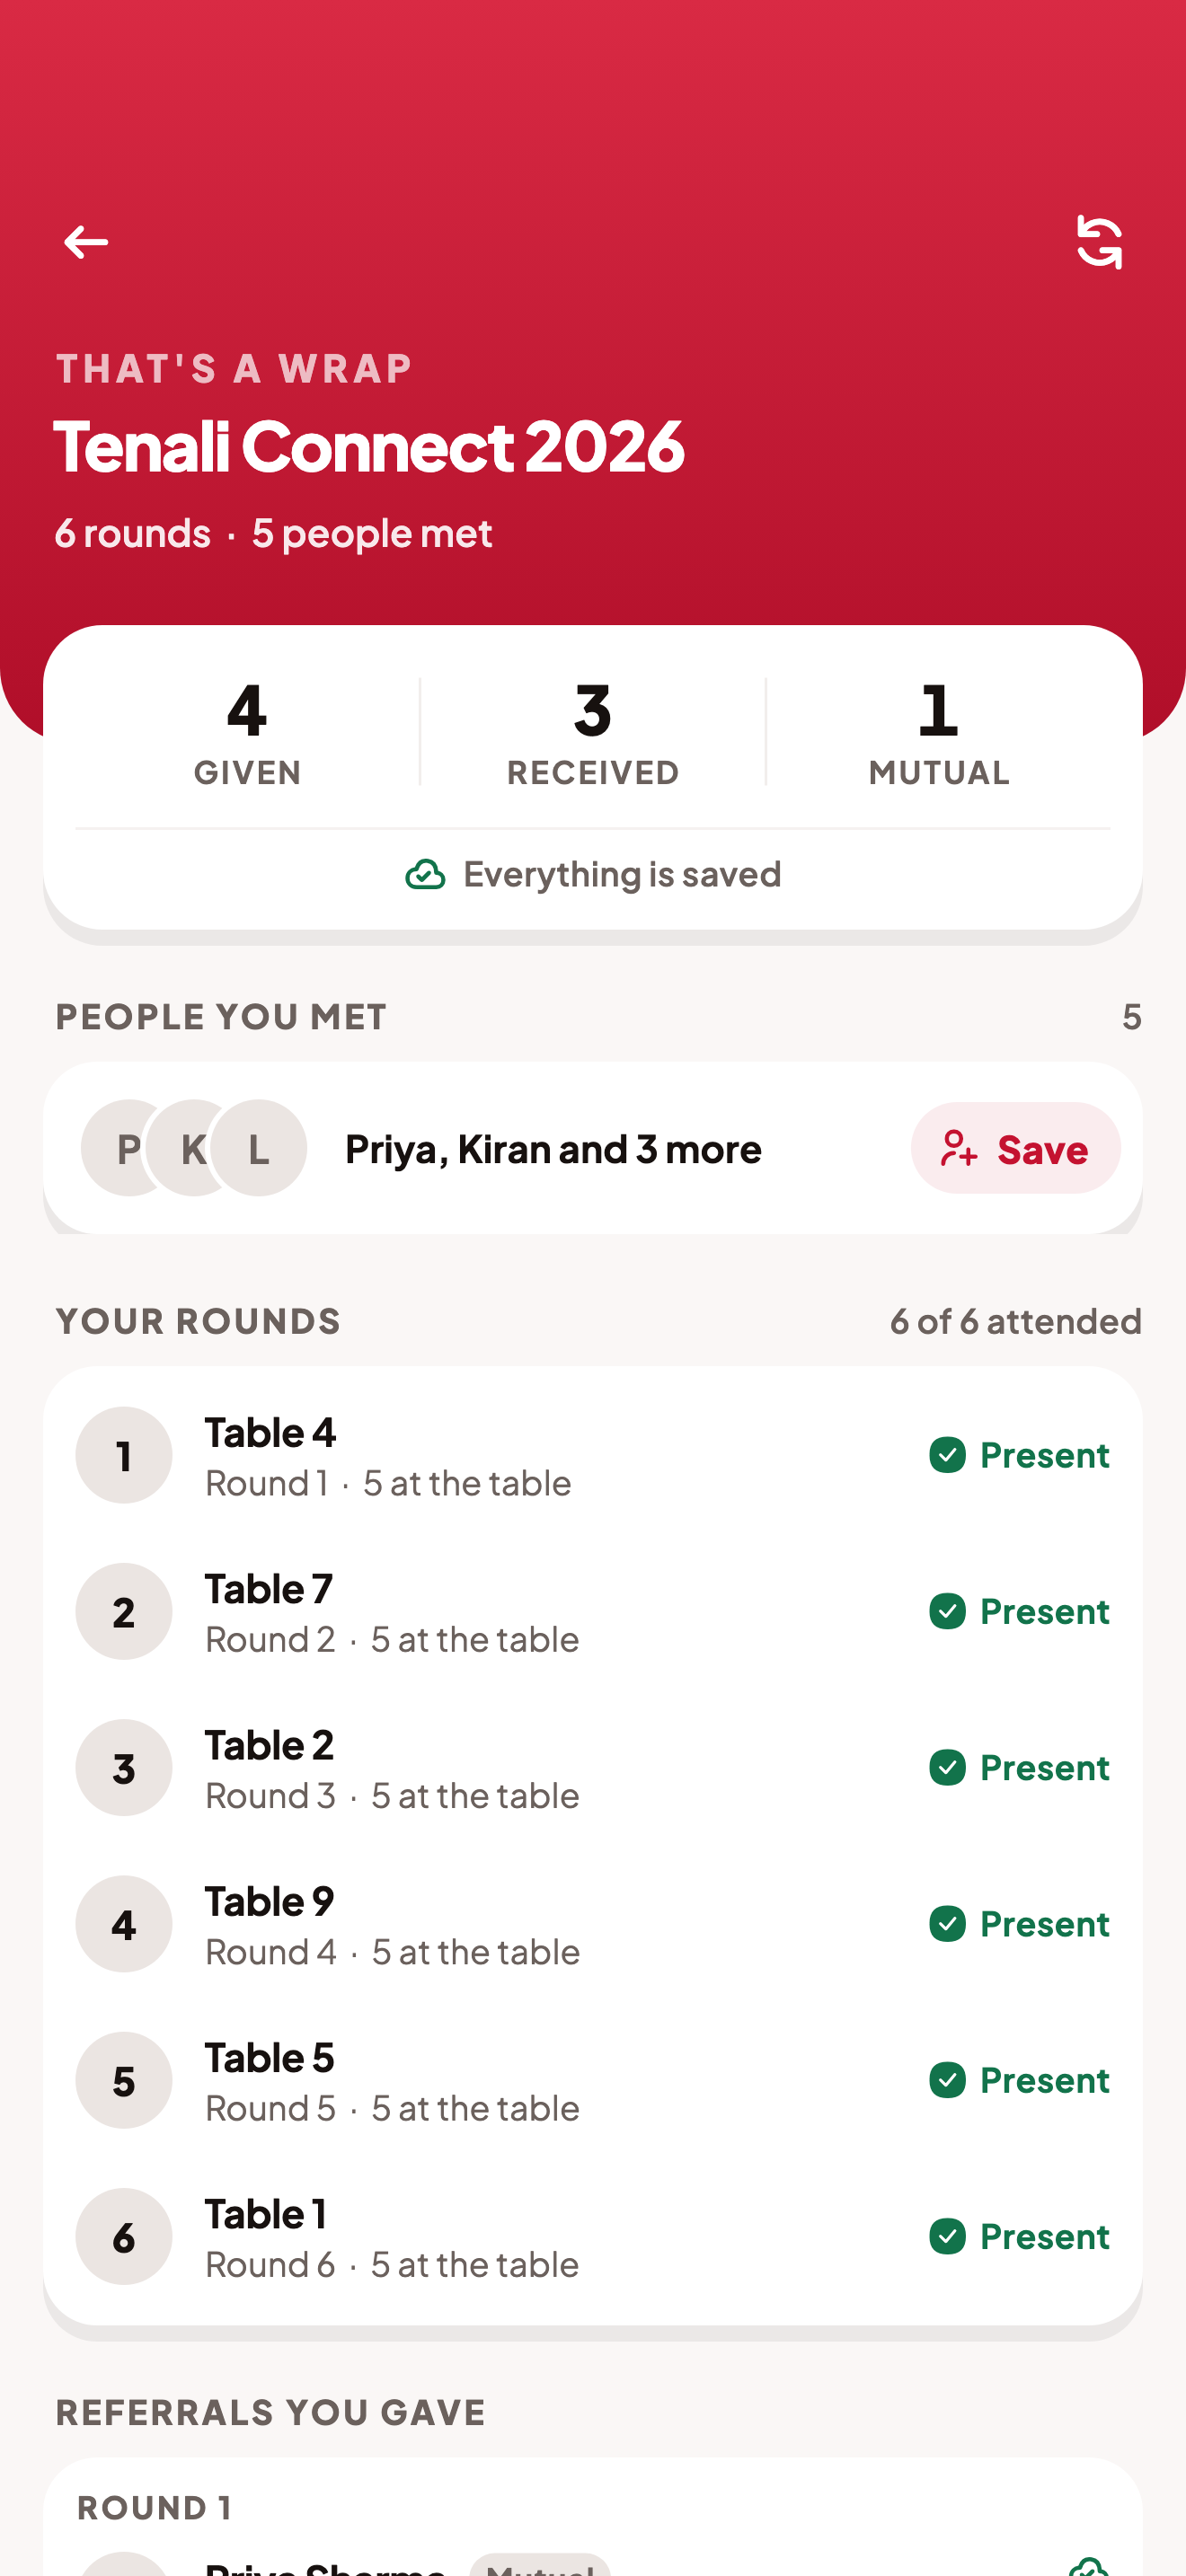 THAT'S A WRAP
Tenali Connect 2026
6 rounds · 5 people met
4 3 1
GIVEN RECEIVED MUTUAL
Everything is saved
PEOPLE YOU MET 5
P K L Priya, Kiran and 3 more Save
YOUR ROUNDS 6 of 6 attended
1 Table 4 Present
Round 1 · 5 at the table
2 Table 7 Present
Round 2 · 5 at the table
3 Table 2 Present
Round 3 · 5 at the table
4 Table 9 Present
Round 4 · 5 at the table
5 Table 5 Present
Round 5 · 5 at the table
6 Table 1 Present
Round 6 · 5 at the table
REFERRALS YOU GAVE
ROUND 1
Priya Sharma Mutual